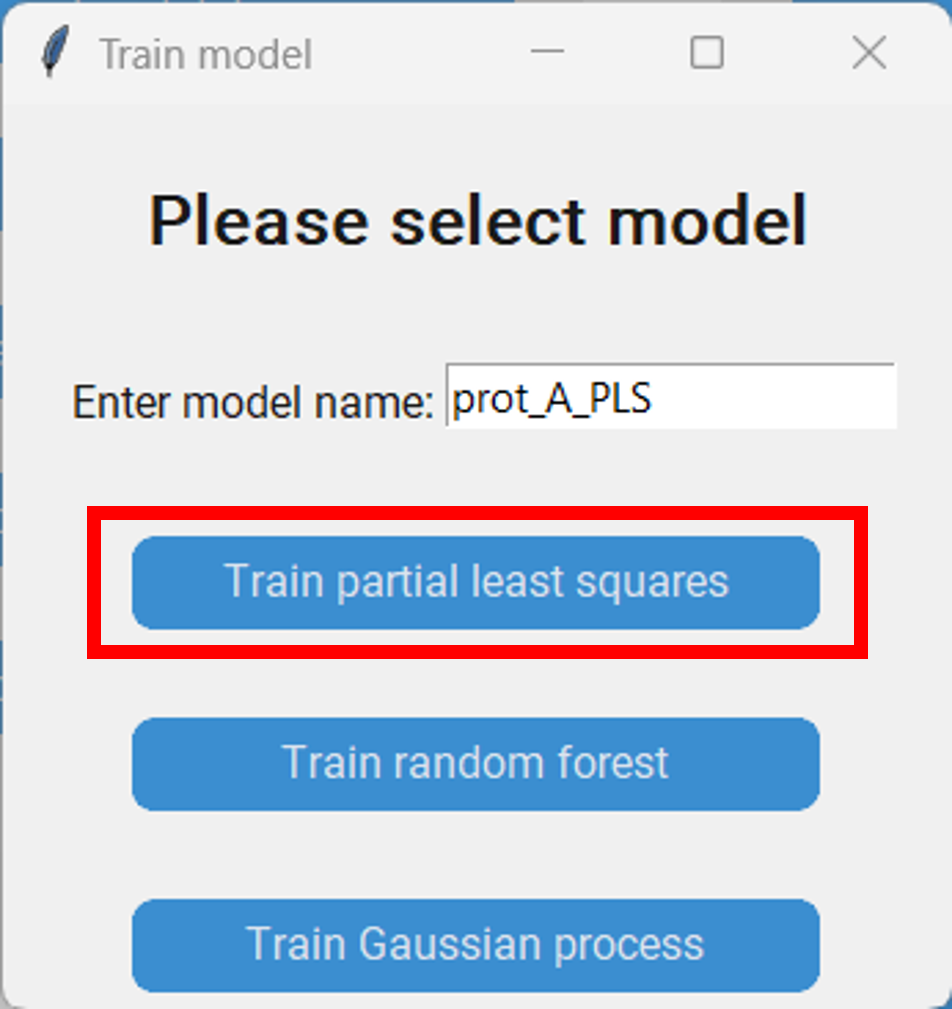 Train model
Please select model
Enter model name: prot_A_PLS
Train partial least squares
Train random forest
Train Gaussian process